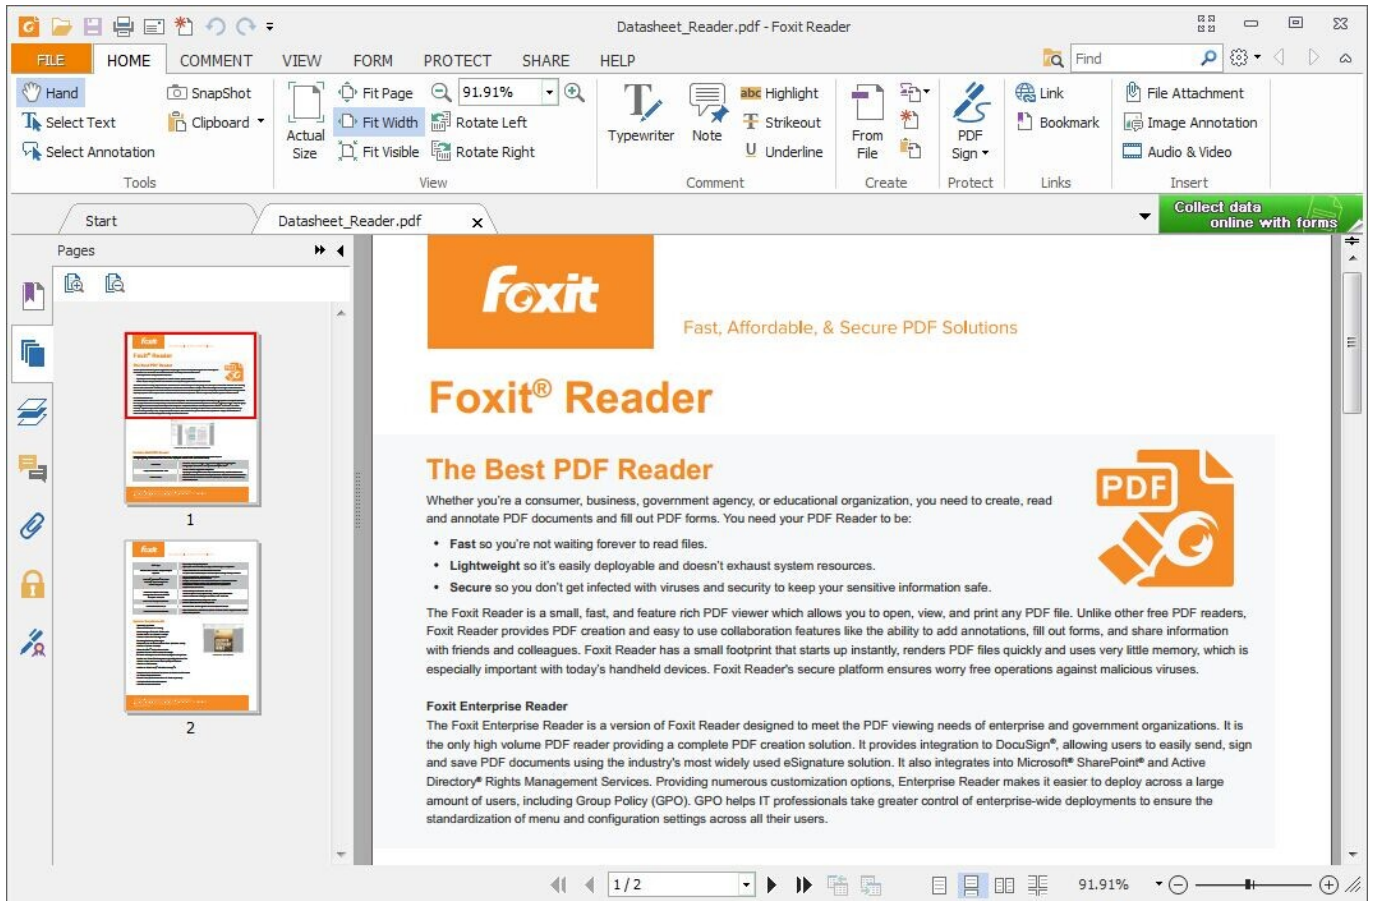 Datasheet_Reader.pdf - Foxit Reader
FILE HOME COMMENT VIEW FORM PROTECT SHARE HELP
Find
Hand
Select Text
Select Annotation
SnapShot
Clipboard
Tools
Actual Size
Fit Page
Fit Width
Fit Visible
91.91%
Rotate Left
Rotate Right
View
Typewriter
Note
abc Highlight
T Strikeout
U Underline
Comment
From File
Create
PDF Sign
Protect
Link
Bookmark
Links
File Attachment
Image Annotation
Audio & Video
Insert
Start
Datasheet_Reader.pdf x
Collect data
online with forms
Pages
1
2
Foxit
Fast, Affordable, & Secure PDF Solutions
Foxit® Reader
The Best PDF Reader
PDF
Whether you're a consumer, business, government agency, or educational organization, you need to create, read
and annotate PDF documents and fill out PDF forms. You need your PDF Reader to be:
• Fast so you're not waiting forever to read files.
• Lightweight so it's easily deployable and doesn't exhaust system resources.
• Secure so you don't get infected with viruses and security to keep your sensitive information safe.
The Foxit Reader is a small, fast, and feature rich PDF viewer which allows you to open, view, and print any PDF file. Unlike other free PDF readers,
Foxit Reader provides PDF creation and easy to use collaboration features like the ability to add annotations, fill out forms, and share information
with friends and colleagues. Foxit Reader has a small footprint that starts up instantly, renders PDF files quickly and uses very little memory, which is
especially important with today's handheld devices. Foxit Reader's secure platform ensures worry free operations against malicious viruses.
Foxit Enterprise Reader
The Foxit Enterprise Reader is a version of Foxit Reader designed to meet the PDF viewing needs of enterprise and government organizations. It is
the only high volume PDF reader providing a complete PDF creation solution. It provides integration to DocuSign®, allowing users to easily send, sign
and save PDF documents using the industry's most widely used eSignature solution. It also integrates into Microsoft® SharePoint® and Active
Directory® Rights Management Services. Providing numerous customization options, Enterprise Reader makes it easier to deploy across a large
amount of users, including Group Policy (GPO). GPO helps IT professionals take greater control of enterprise-wide deployments to ensure the
standardization of menu and configuration settings across all their users.
1 / 2
91.91%